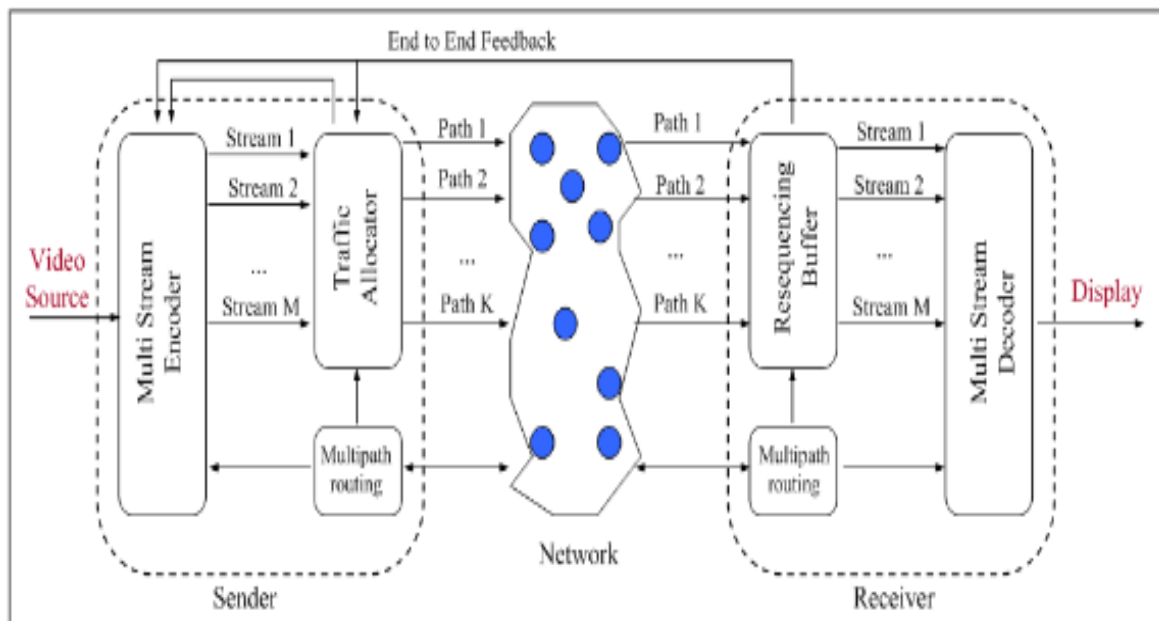 End to End Feedback
Video
Source
Multi Stream
Encoder
Stream 1
Stream 2
...
Stream M
Traffic
Allocator
Multipath
routing
Path 1
Path 2
...
Path K
Network
Path 1
Path 2
...
Path K
Resequencing
Buffer
Multipath
routing
Stream 1
Stream 2
...
Stream M
Multi Stream
Decoder
Display
Sender
Receiver